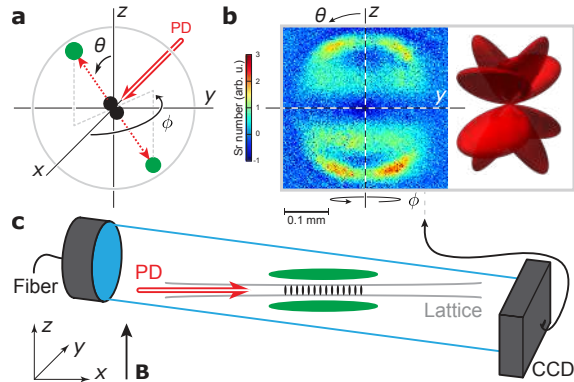 a
z
PD
θ
y
x
ϕ
b
θ
z
Sr number (arb. u.)
3
2
1
0
-1
y
ϕ
0.1 mm
c
Fiber
PD
Lattice
CCD
z
y
x
B